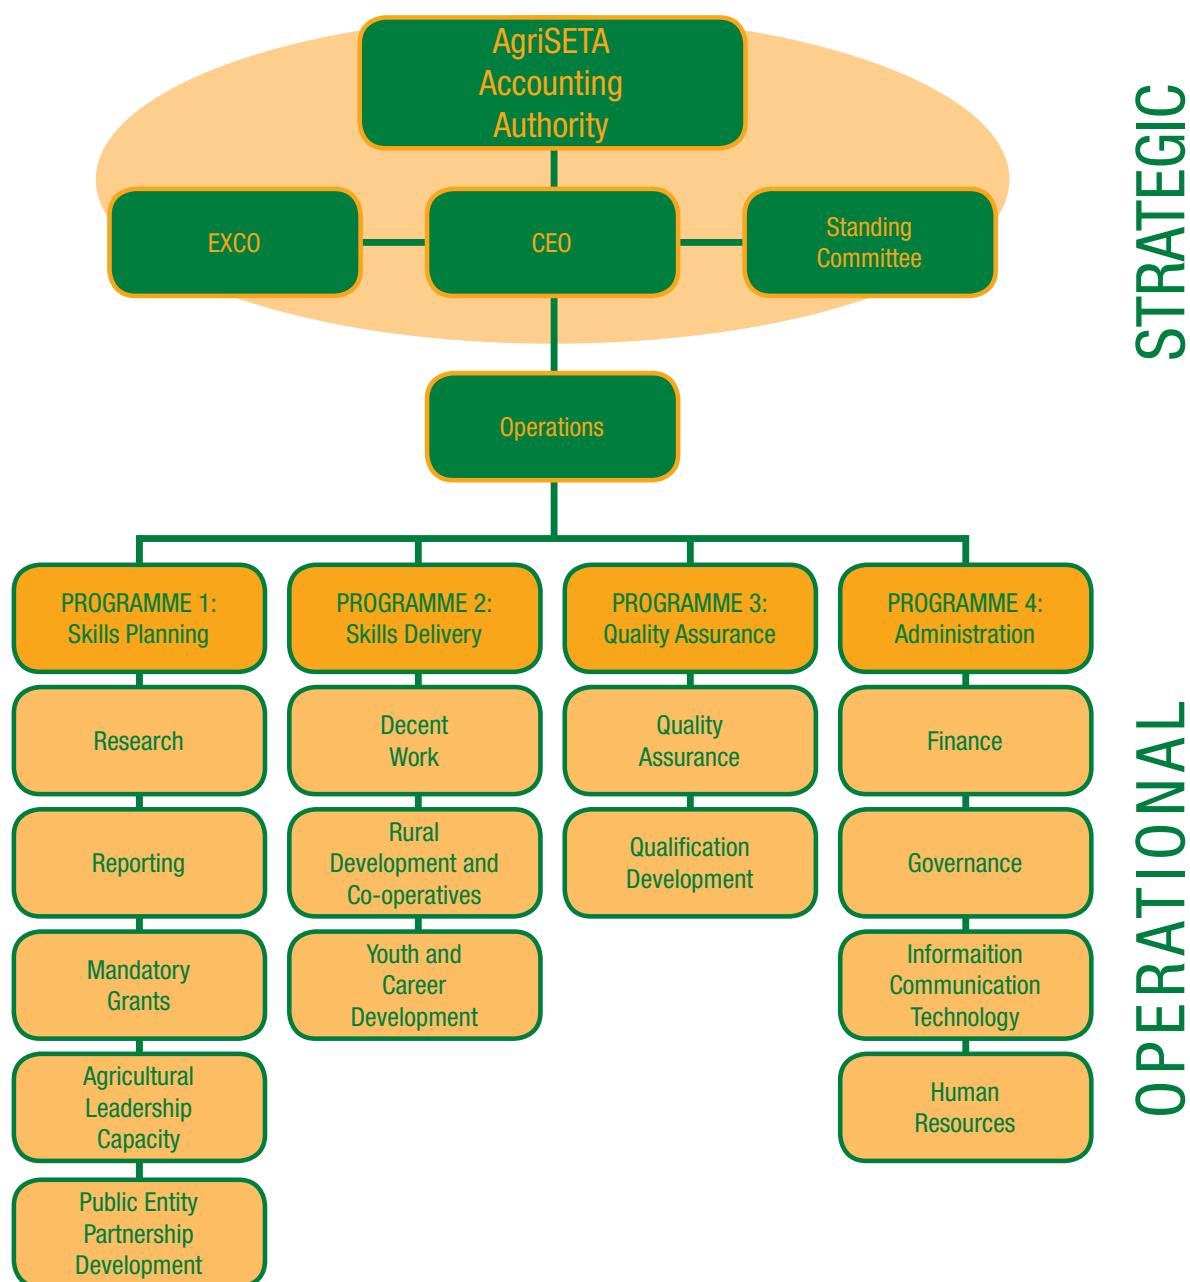 AgriSETA
Accounting
Authority
STRATEGIC
EXCO
CEO
Standing
Committee
Operations
PROGRAMME 1:
Skills Planning
PROGRAMME 2:
Skills Delivery
PROGRAMME 3:
Quality Assurance
PROGRAMME 4:
Administration
OPERATIONAL
Research
Reporting
Mandatory
Grants
Agricultural
Leadership
Capacity
Public Entity
Partnership
Development
Decent
Work
Rural
Development and
Co-operatives
Youth and
Career
Development
Quality
Assurance
Qualification
Development
Finance
Governance
Informaition
Communication
Technology
Human
Resources